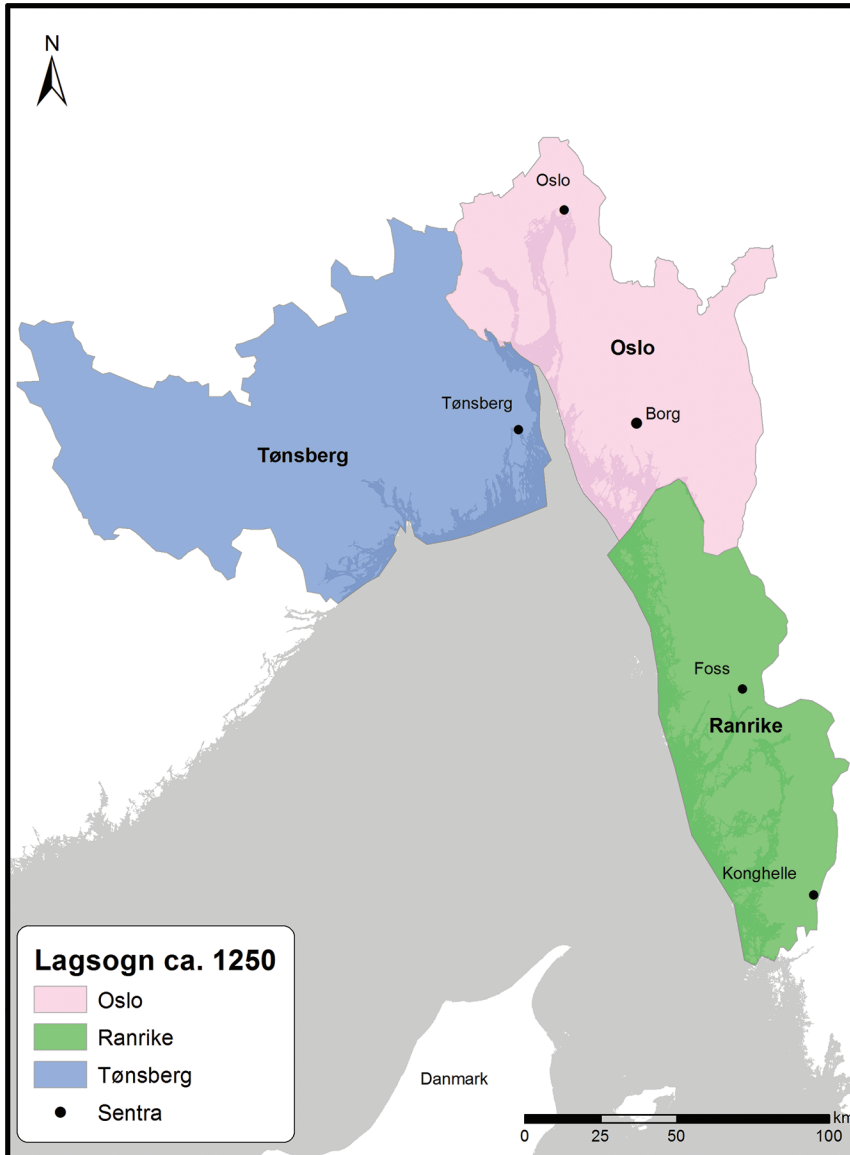 N
Oslo
Oslo
Tønsberg
Borg
Tønsberg
Foss
Ranrike
Konghelle
Lagsogn ca. 1250
Oslo
Ranrike
Tønsberg
Sentra
Danmark
km
0 25 50 100